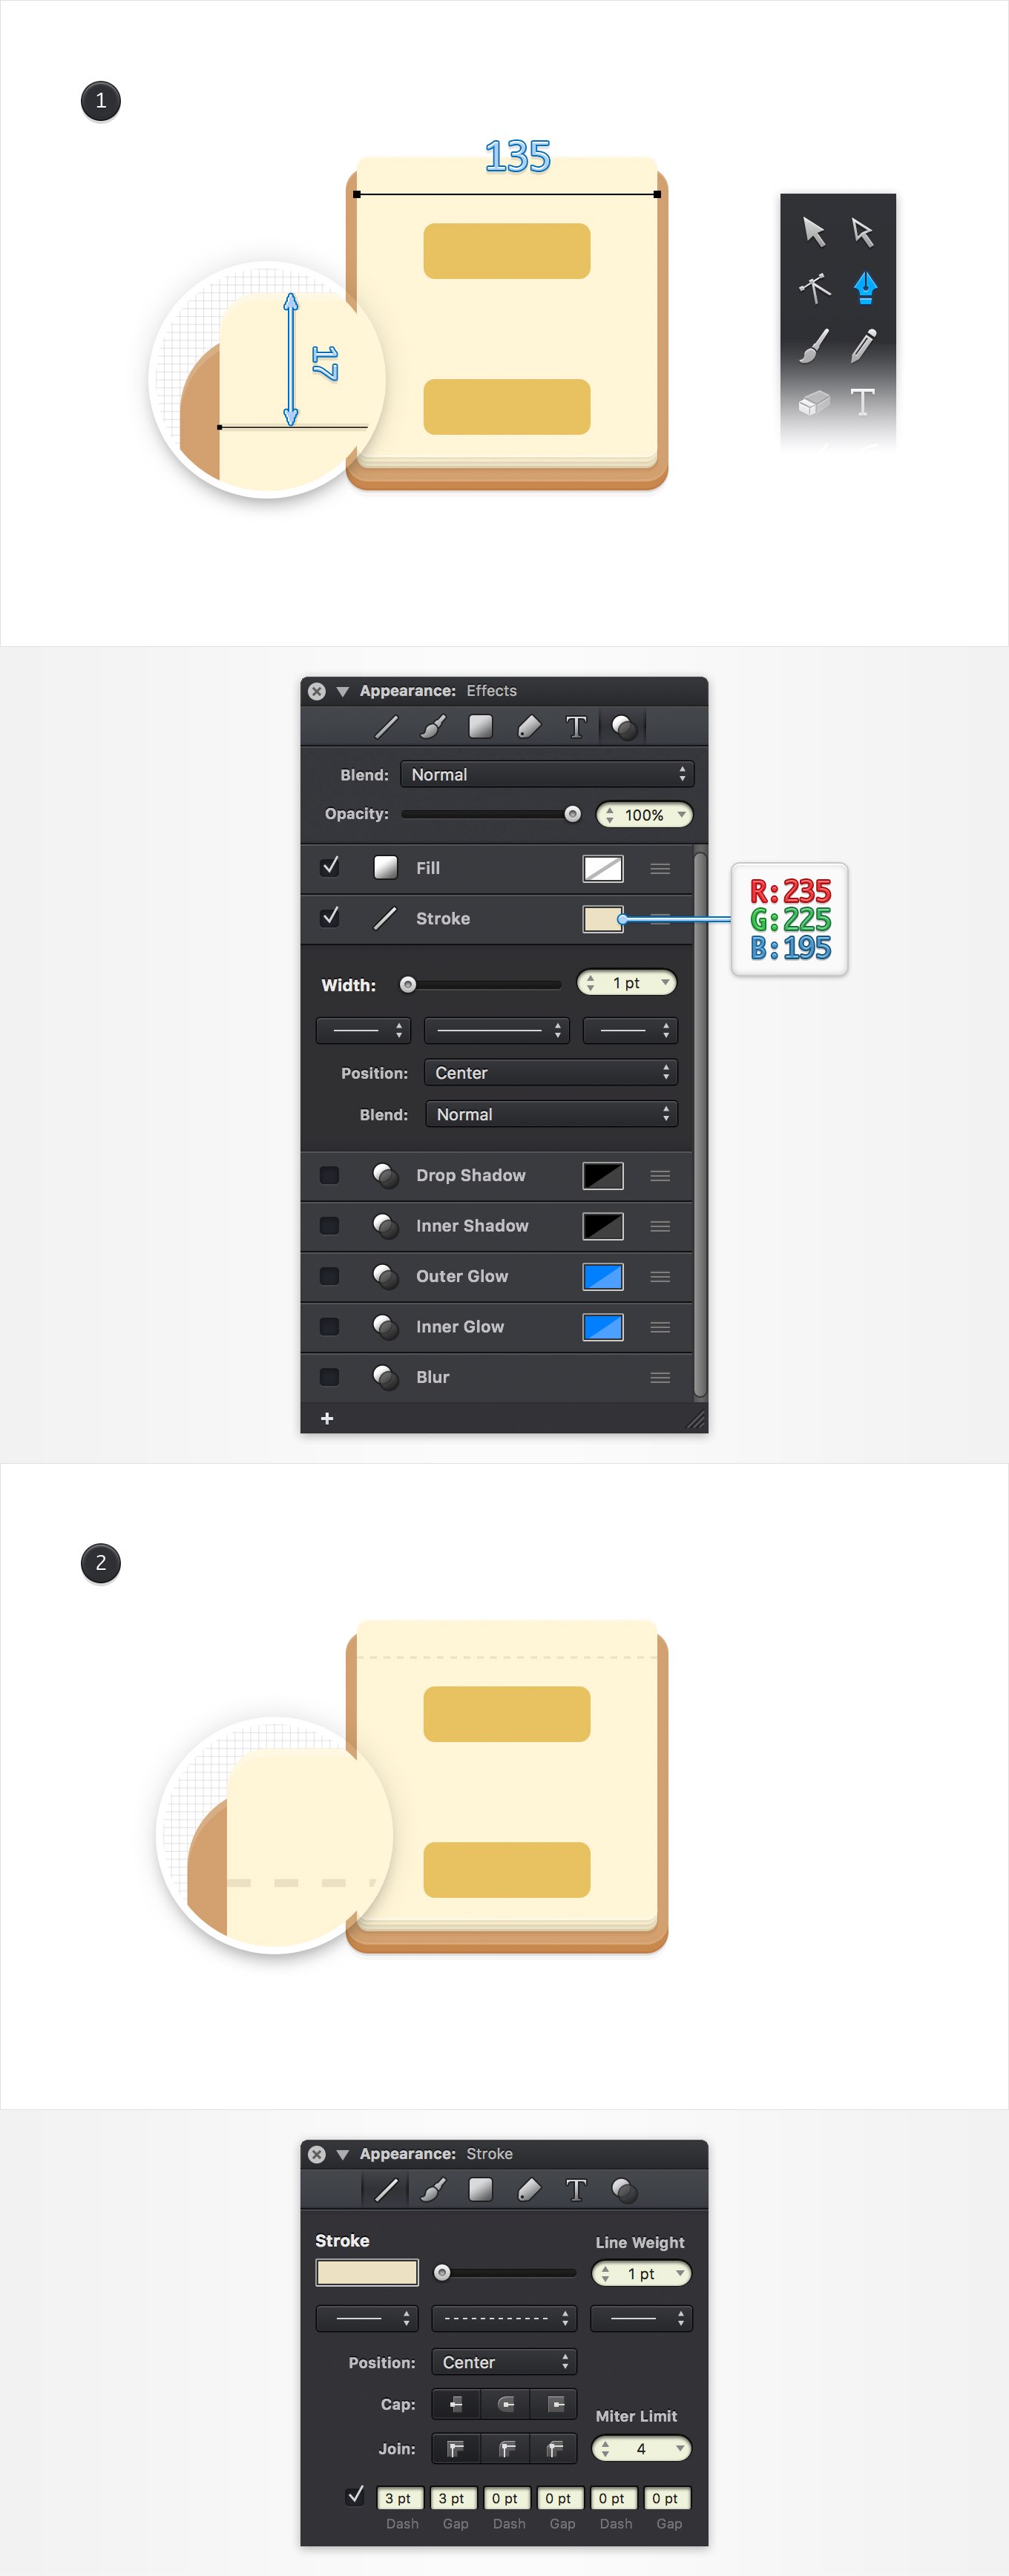 1
135
17
T
Appearance: Effects
T
Blend: Normal
Opacity: 100%
Fill
Stroke
R:235
G:225
B:195
Width: 1 pt
Position: Center
Blend: Normal
Drop Shadow
Inner Shadow
Outer Glow
Inner Glow
Blur
+
2
Appearance: Stroke
T
Stroke Line Weight
1 pt
Position: Center
Cap:
Miter Limit
Join: 4
3 pt 3 pt 0 pt 0 pt 0 pt 0 pt
Dash Gap Dash Gap Dash Gap